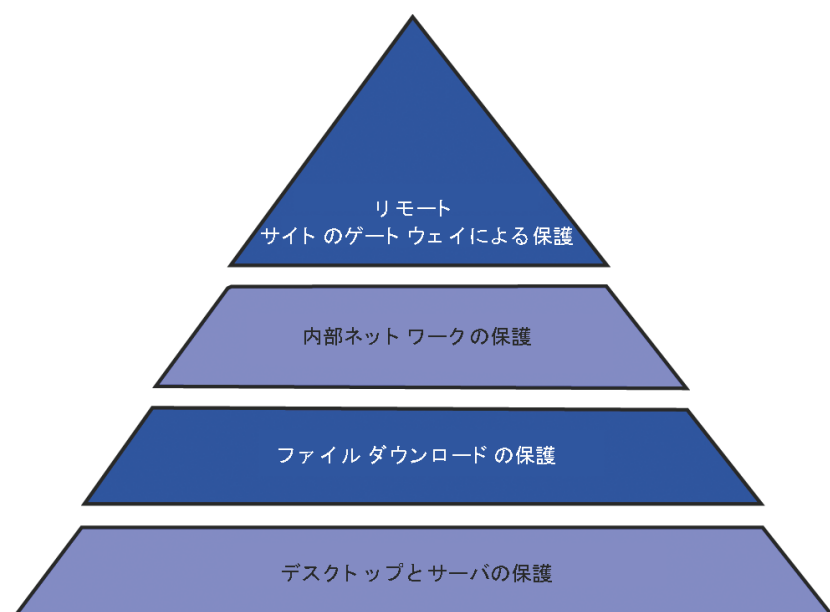 リモート
サイトのゲートウェイによる保護
内部ネットワークの保護
ファイルダウンロードの保護
デスクトップとサーバの保護